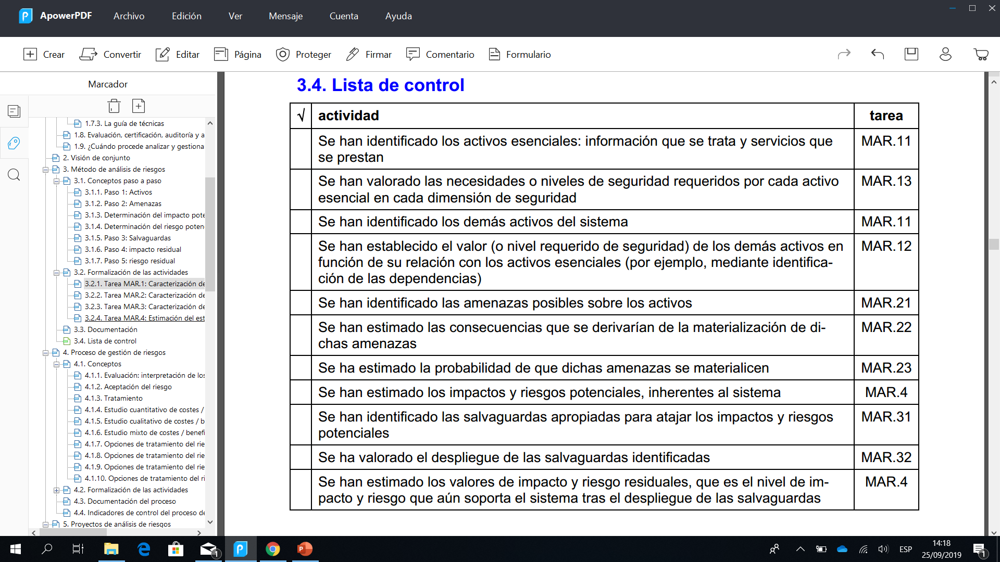 ApowerPDF
Archivo
Edición
Ver
Mensaje
Cuenta
Ayuda
Crear
Convertir
Editar
Página
Proteger
Firmar
Comentario
Formulario
Marcador
1.7.3. La guía de técnicas
1.8. Evaluación, certificación, auditoría y a
1.9. ¿Cuándo procede analizar y gestiona
2. Visión de conjunto
3. Método de análisis de riesgos
3.1. Conceptos paso a paso
3.1.1. Paso 1: Activos
3.1.2. Paso 2: Amenazas
3.1.3. Determinación del impacto pote
3.1.4. Determinación del riesgo poten
3.1.5. Paso 3: Salvaguardas
3.1.6. Paso 4: impacto residual
3.1.7. Paso 5: riesgo residual
3.2. Formalización de las actividades
3.2.1. Tarea MAR.1: Caracterización de
3.2.2. Tarea MAR.2: Caracterización de
3.2.3. Tarea MAR.3: Caracterización de
3.2.4. Tarea MAR.4: Estimación del est
3.3. Documentación
3.4. Lista de control
4. Proceso de gestión de riesgos
4.1. Conceptos
4.1.1. Evaluación: interpretación de los
4.1.2. Aceptación del riesgo
4.1.3. Tratamiento
4.1.4. Estudio cuantitativo de costes /
4.1.5. Estudio cualitativo de costes / b
4.1.6. Estudio mixto de costes / benefi
4.1.7. Opciones de tratamiento del rie
4.1.8. Opciones de tratamiento del rie
4.1.9. Opciones de tratamiento del rie
4.1.10. Opciones de tratamiento del ri
4.2. Formalización de las actividades
4.3. Documentación del proceso
4.4. Indicadores de control del proceso de
5. Proyectos de análisis de riesgos
3.4. Lista de control
√ actividad tarea
Se han identificado los activos esenciales: información que se trata y servicios que MAR.11
se prestan
Se han valorado las necesidades o niveles de seguridad requeridos por cada activo MAR.13
esencial en cada dimensión de seguridad
Se han identificado los demás activos del sistema MAR.11
Se han establecido el valor (o nivel requerido de seguridad) de los demás activos en MAR.12
función de su relación con los activos esenciales (por ejemplo, mediante identifica-
ción de las dependencias)
Se han identificado las amenazas posibles sobre los activos MAR.21
Se han estimado las consecuencias que se derivarían de la materialización de di- MAR.22
chas amenazas
Se ha estimado la probabilidad de que dichas amenazas se materialicen MAR.23
Se han estimado los impactos y riesgos potenciales, inherentes al sistema MAR.4
Se han identificado las salvaguardas apropiadas para atajar los impactos y riesgos MAR.31
potenciales
Se ha valorado el despliegue de las salvaguardas identificadas MAR.32
Se han estimado los valores de impacto y riesgo residuales, que es el nivel de im- MAR.4
pacto y riesgo que aún soporta el sistema tras el despliegue de las salvaguardas
1
ESP
14:18
25/09/2019
1